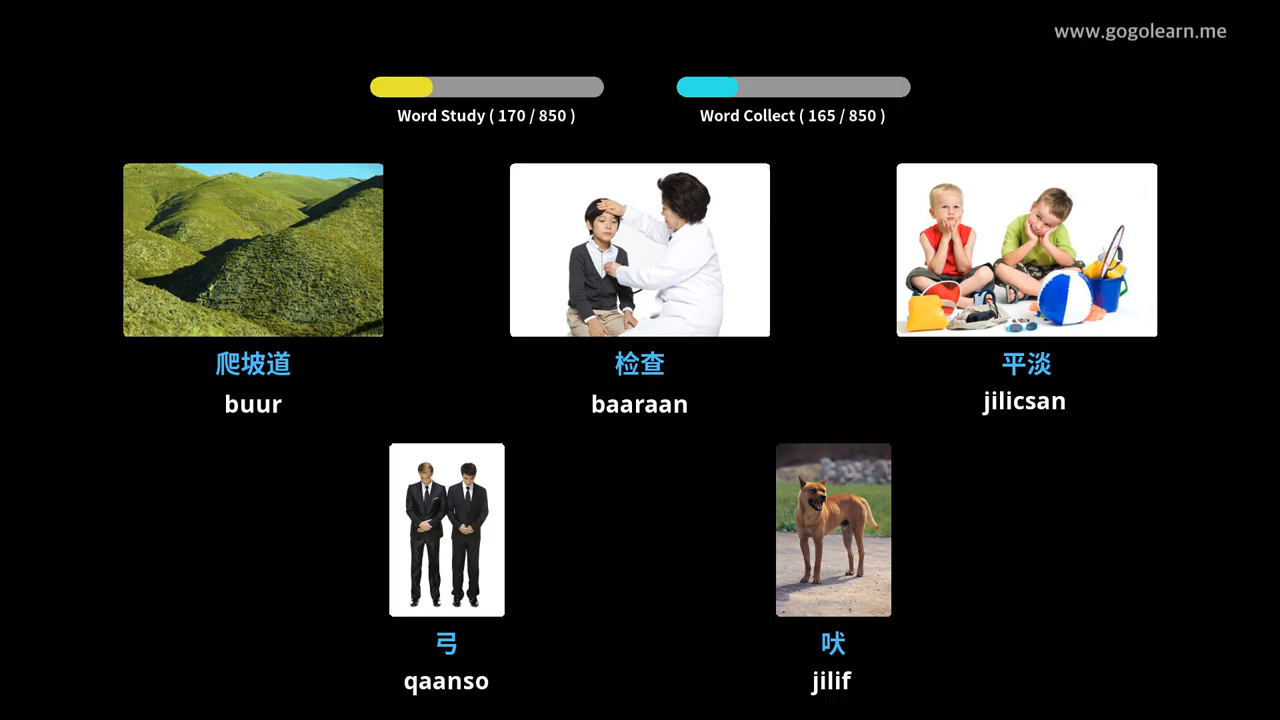 www.gogolearn.me
Word Study ( 170 / 850 )
Word Collect ( 165 / 850 )
爬坡道
buur
检查
baaraan
平淡
jilicsan
弓
qaanso
吠
jilif